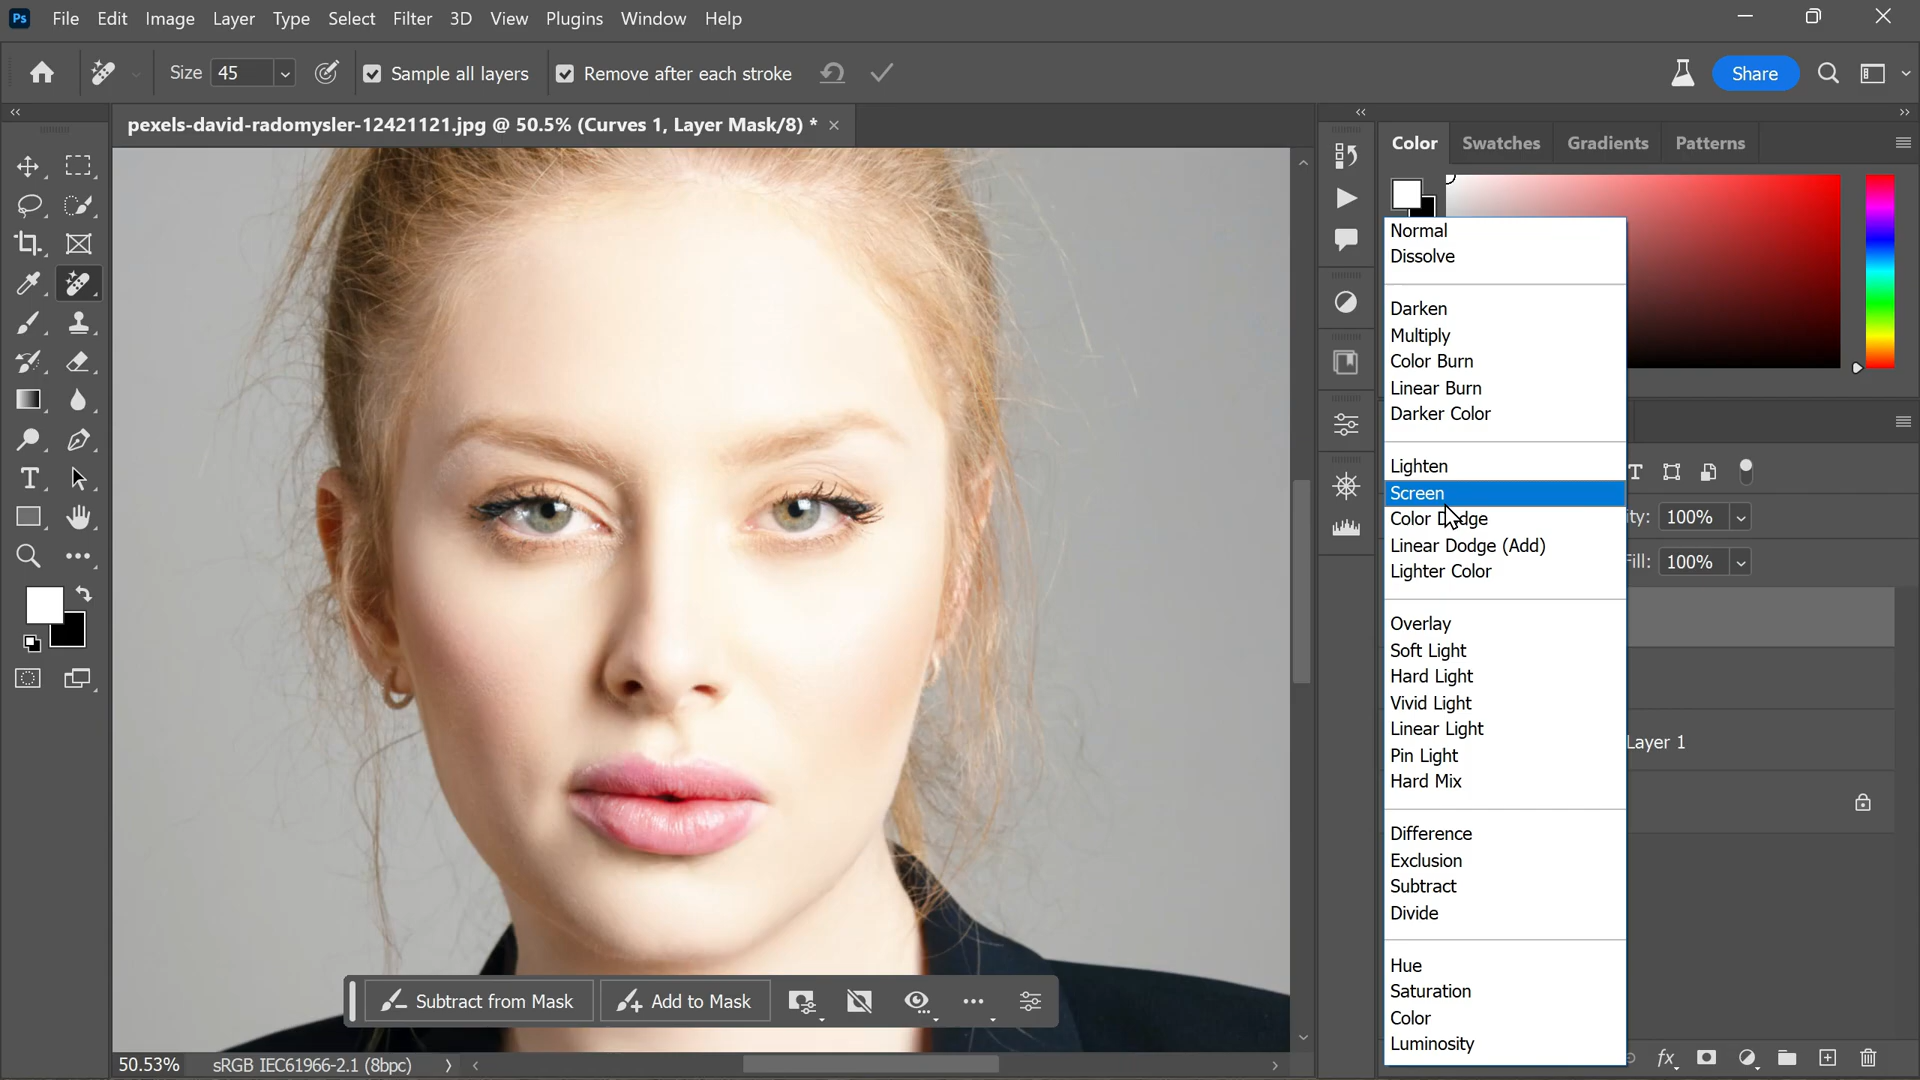 Ps File Edit Image Layer Type Select Filter 3D View Plugins Window Help
Size 45 Sample all layers Remove after each stroke Share
pexels-david-radomysler-12421121.jpg @ 50.5% (Curves 1, Layer Mask/8) *
Color Swatches Gradients Patterns
Normal
Dissolve
Darken
Multiply
Color Burn
Linear Burn
Darker Color
Lighten
Screen
Color Dodge
Linear Dodge (Add)
Lighter Color
Overlay
Soft Light
Hard Light
Vivid Light
Linear Light
Pin Light
Hard Mix
Difference
Exclusion
Subtract
Divide
Hue
Saturation
Color
Luminosity
ity: 100%
Fill: 100%
Layer 1
Subtract from Mask Add to Mask
50.53% sRGB IEC61966-2.1 (8bpc)
fx